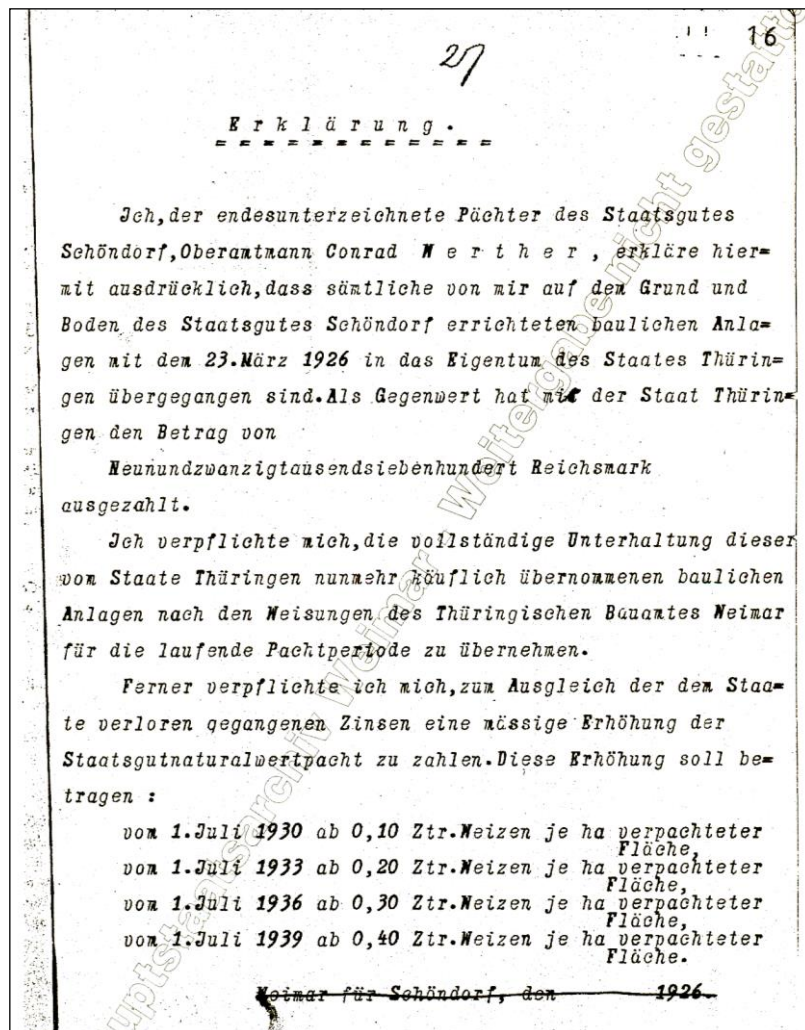 16
27
Erklärung.
Ich,der endesunterzeichnete Pächter des Staatsgutes
Schöndorf,Oberamtmann Conrad Werther, erkläre hier=
mit ausdrücklich,dass sämtliche von mir auf dem Grund und
Boden des Staatsgutes Schöndorf errichteten baulichen Anla=
gen mit dem 23.März 1926 in das Eigentum des Staates Thürin=
gen übergegangen sind.Als Gegenwert hat mir der Staat Thürin=
gen den Betrag von
Neunundzwanzigtausendsiebenhundert Reichsmark
ausgezahlt.
Ich verpflichte mich,die vollständige Unterhaltung dieser
vom Staate Thüringen nunmehr käuflich übernommenen baulichen
Anlagen nach den Weisungen des Thüringischen Bauamtes Weimar
für die laufende Pachtperiode zu übernehmen.
Ferner verpflichte ich mich,zum Ausgleich der dem Staa=
te verloren gegangenen Zinsen eine mässige Erhöhung der
Staatsgutnaturalwertpacht zu zahlen.Diese Erhöhung soll be=
tragen :
vom 1.Juli 1930 ab 0,10 Ztr.Weizen je ha verpachteter
Fläche,
vom 1.Juli 1933 ab 0,20 Ztr.Weizen je ha verpachteter
Fläche,
vom 1.Juli 1936 ab 0,30 Ztr.Weizen je ha verpachteter
Fläche,
vom 1.Juli 1939 ab 0,40 Ztr.Weizen je ha verpachteter
Fläche.
Weimar für Schöndorf, den 1926.
uptstaatsarchiv Weimar - Weitergabe nicht gestatte